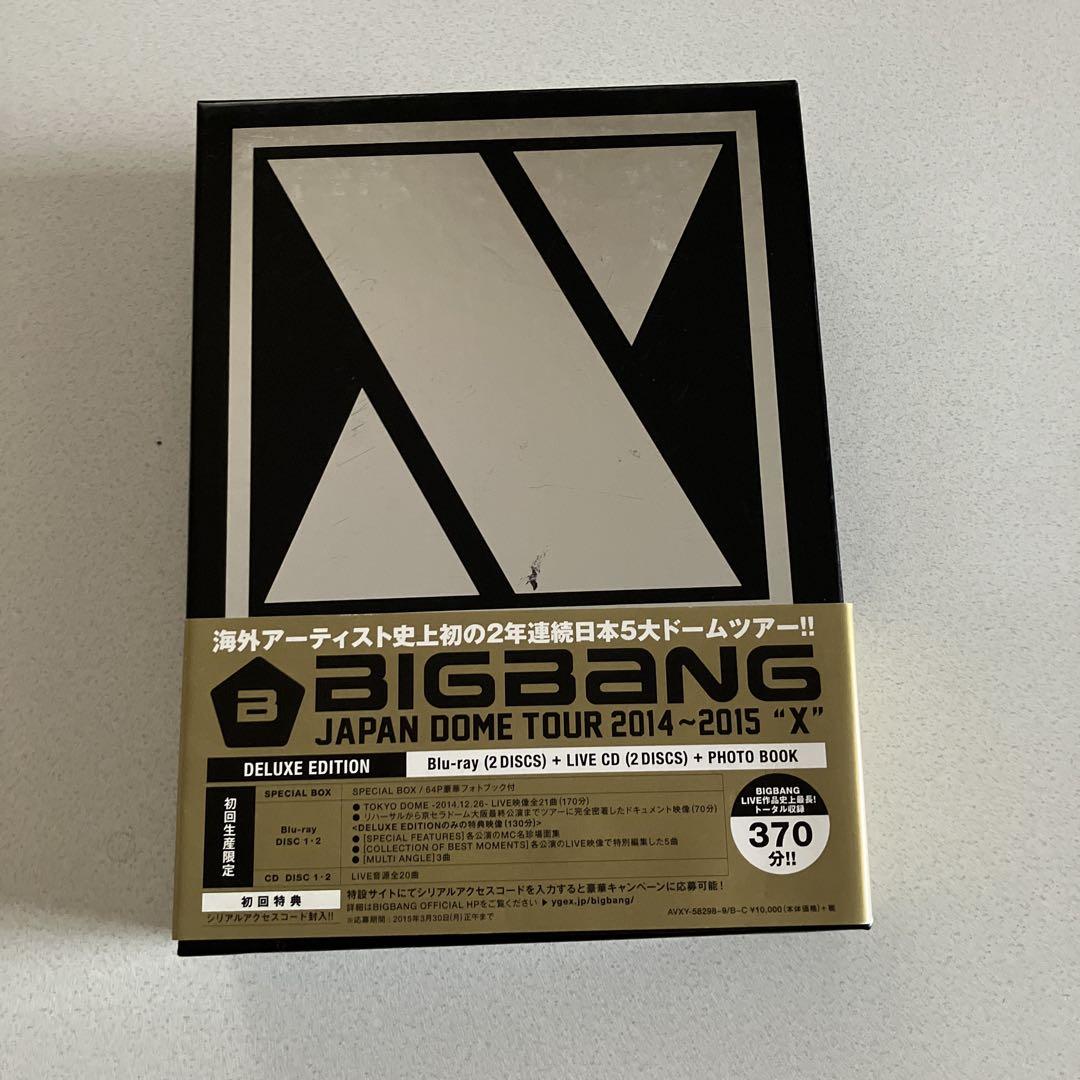 X
海外アーティスト史上初の2年連続日本5大ドームツアー!!
B BIGBANG
JAPAN DOME TOUR 2014~2015 “X”
DELUXE EDITION Blu-ray (2 DISCS) + LIVE CD (2 DISCS) + PHOTO BOOK
初回生産限定
SPECIAL BOX SPECIAL BOX / 64P豪華フォトブック付
Blu-ray DISC 1・2
● TOKYO DOME -2014.12.26- LIVE映像全21曲(170分)
● リハーサルから京セラドーム大阪最終公演までツアーに完全密着したドキュメント映像(70分)
<DELUXE EDITIONのみの特典映像(130分)>
● [SPECIAL FEATURES] 各公演のMC名珍場面集
● [COLLECTION OF BEST MOMENTS] 各公演のLIVE映像で特別編集した5曲
● [MULTI ANGLE] 3曲
CD DISC 1・2 LIVE音源全20曲
BIGBANG
LIVE作品史上最長!
トータル収録
370
分!!
初回特典
シリアルアクセスコード封入!!
特設サイトにてシリアルアクセスコードを入力すると豪華キャンペーンに応募可能!
詳細はBIGBANG OFFICIAL HPをご覧ください ▶ ygex.jp/bigbang/
※応募期間:2015年3月30日(月)正午まで
AVXY-58298~9/B~C ¥10,000(本体価格)+税